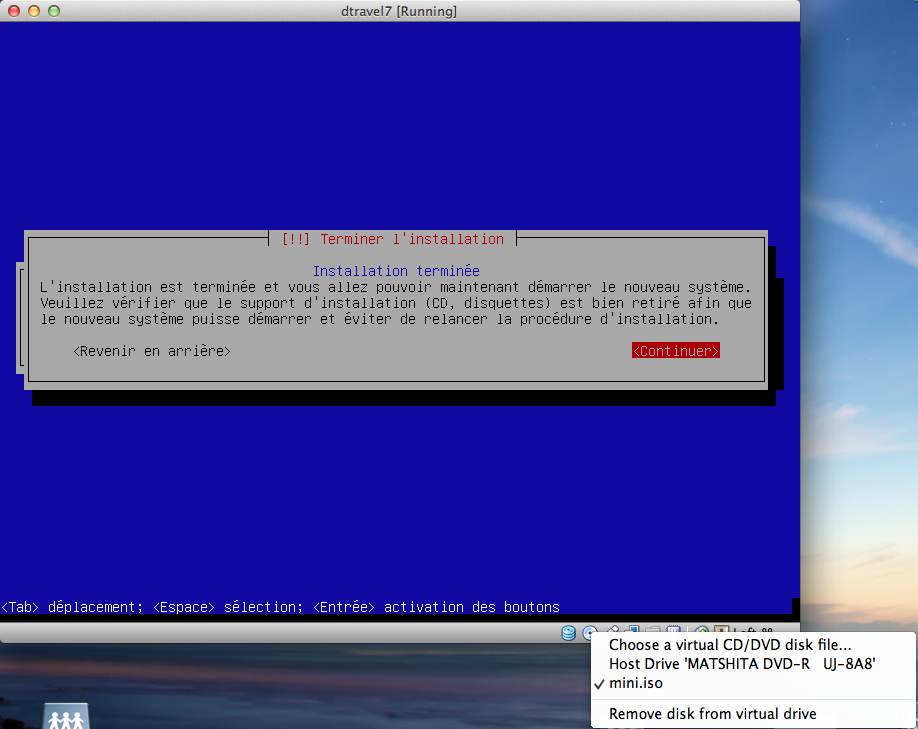 dtravel7 [Running]
[!!] Terminer l'installation
Installation terminée
L'installation est terminée et vous allez pouvoir maintenant démarrer le nouveau système.
Veuillez vérifier que le support d'installation (CD, disquettes) est bien retiré afin que
le nouveau système puisse démarrer et éviter de relancer la procédure d'installation.
<Revenir en arrière> <Continuer>
<Tab> déplacement; <Espace> sélection; <Entrée> activation des boutons
Choose a virtual CD/DVD disk file...
Host Drive 'MATSHITA DVD-R UJ-8A8'
✓ mini.iso
Remove disk from virtual drive